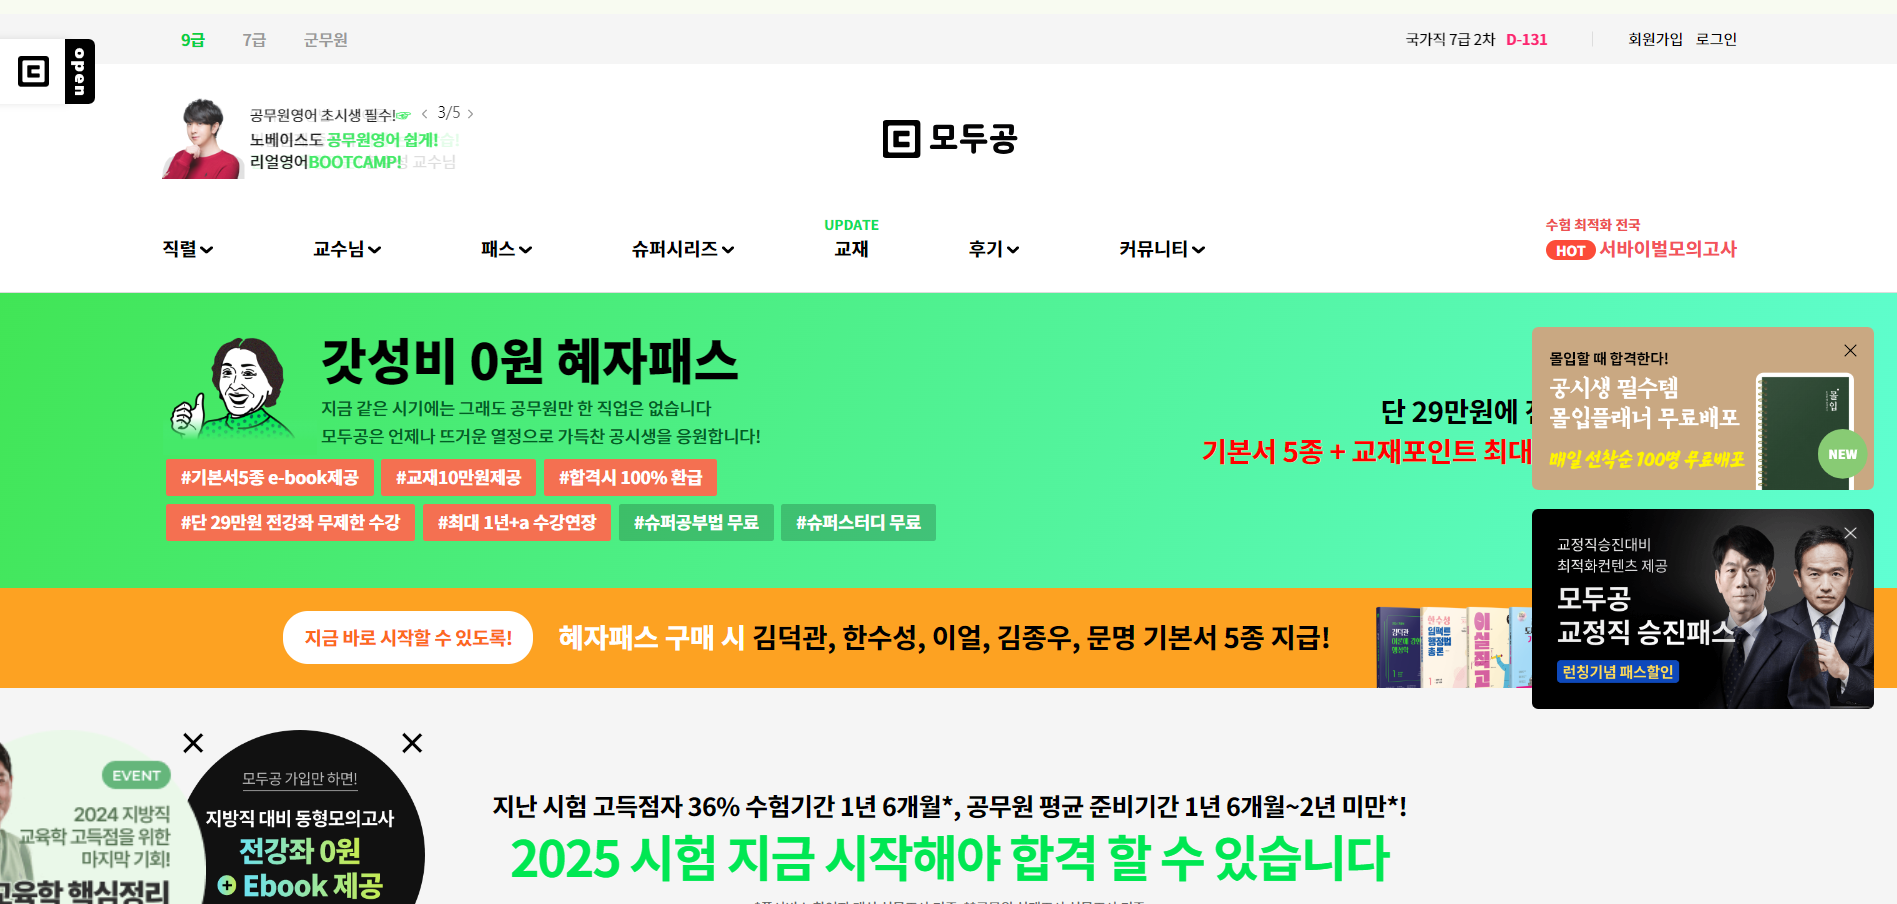 9급 7급 군무원
국가직 7급 2차 D-131 회원가입 로그인
open
공무원영어 초시생 필수!
3/5
노베이스도 공무원영어 쉽게!
리얼영어BOOTCAMP!
모두공
UPDATE
직렬 교수님 패스 슈퍼시리즈 교재 후기 커뮤니티
수험 최적화 전국
HOT 서바이벌모의고사
갓성비 0원 혜자패스
지금 같은 시기에는 그래도 공무원만 한 직업은 없습니다
모두공은 언제나 뜨거운 열정으로 가득찬 공시생을 응원합니다!
#기본서5종 e-book제공 #교재10만원제공 #합격시 100% 환급
#단 29만원 전강좌 무제한 수강 #최대 1년+a 수강연장 #슈퍼공부법 무료 #슈퍼스터디 무료
단 29만원에
기본서 5종 + 교재포인트 최대
몰입할 때 합격한다!
공시생 필수템
몰입플래너 무료배포
매일 선착순 100명 무료배포
몰입
NEW
교정직승진대비
최적화컨텐츠 제공
모두공
교정직 승진패스
런칭기념 패스할인
지금 바로 시작할 수 있도록!
혜자패스 구매 시 김덕관, 한수성, 이얼, 김종우, 문명 기본서 5종 지급!
EVENT
2024 지방직
교육학 고득점을 위한
마지막 기회!
교육학 핵심정리
모두공 가입만 하면!
지방직 대비 동형모의고사
전강좌 0원
+ Ebook 제공
지난 시험 고득점자 36% 수험기간 1년 6개월*, 공무원 평균 준비기간 1년 6개월~2년 미만*!
2025 시험 지금 시작해야 합격 할 수 있습니다